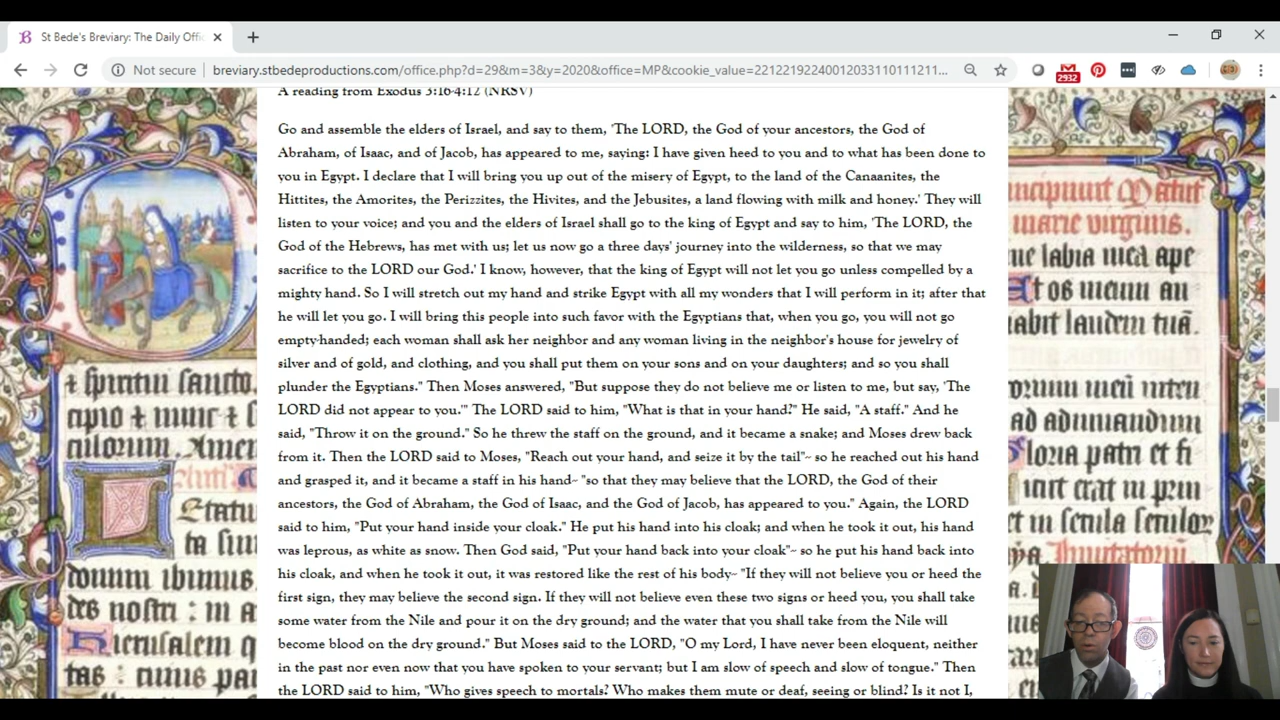 St Bede's Breviary: The Daily Offi
Not secure
breviary.stbedeproductions.com/office.php?d=29&m=3&y=2020&office=MP&cookie_value=22122192240012033110111211...
2932
A reading from Exodus 3:16-4:12 (NRSV)
Go and assemble the elders of Israel, and say to them, 'The LORD, the God of your ancestors, the God of
Abraham, of Isaac, and of Jacob, has appeared to me, saying: I have given heed to you and to what has been done to
you in Egypt. I declare that I will bring you up out of the misery of Egypt, to the land of the Canaanites, the
Hittites, the Amorites, the Perizzites, the Hivites, and the Jebusites, a land flowing with milk and honey.' They will
listen to your voice; and you and the elders of Israel shall go to the king of Egypt and say to him, 'The LORD, the
God of the Hebrews, has met with us; let us now go a three days' journey into the wilderness, so that we may
sacrifice to the LORD our God.' I know, however, that the king of Egypt will not let you go unless compelled by a
mighty hand. So I will stretch out my hand and strike Egypt with all my wonders that I will perform in it; after that
he will let you go. I will bring this people into such favor with the Egyptians that, when you go, you will not go
empty-handed; each woman shall ask her neighbor and any woman living in the neighbor's house for jewelry of
silver and of gold, and clothing, and you shall put them on your sons and on your daughters; and so you shall
plunder the Egyptians." Then Moses answered, "But suppose they do not believe me or listen to me, but say, 'The
LORD did not appear to you.'" The LORD said to him, "What is that in your hand?" He said, "A staff." And he
said, "Throw it on the ground." So he threw the staff on the ground, and it became a snake; and Moses drew back
from it. Then the LORD said to Moses, "Reach out your hand, and seize it by the tail"~ so he reached out his hand
and grasped it, and it became a staff in his hand~ "so that they may believe that the LORD, the God of their
ancestors, the God of Abraham, the God of Isaac, and the God of Jacob, has appeared to you." Again, the LORD
said to him, "Put your hand inside your cloak." He put his hand into his cloak; and when he took it out, his hand
was leprous, as white as snow. Then God said, "Put your hand back into your cloak"~ so he put his hand back into
his cloak, and when he took it out, it was restored like the rest of his body~ "If they will not believe you or heed the
first sign, they may believe the second sign. If they will not believe even these two signs or heed you, you shall take
some water from the Nile and pour it on the dry ground; and the water that you shall take from the Nile will
become blood on the dry ground." But Moses said to the LORD, "O my Lord, I have never been eloquent, neither
in the past nor even now that you have spoken to your servant; but I am slow of speech and slow of tongue." Then
the LORD said to him, "Who gives speech to mortals? Who makes them mute or deaf, seeing or blind? Is it not I,